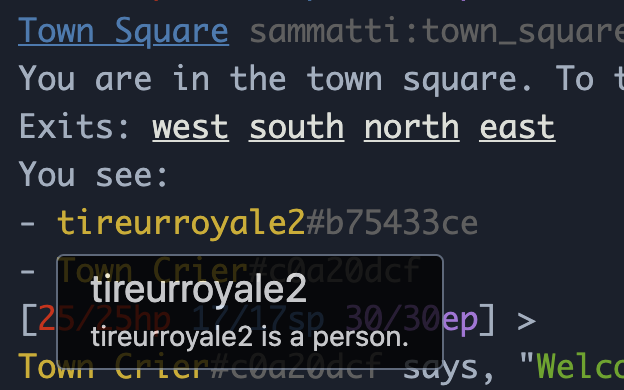 Town Square sammatti:town_square
You are in the town square. To t
Exits: west south north east
You see:
- tireurroyale2#b75433ce
- Town Crier#c0a20dcf
tireurroyale2
[25/25hp 17/17sp 30/30ep] >
tireurroyale2 is a person.
Town Crier#c0a20dcf says, "Welco